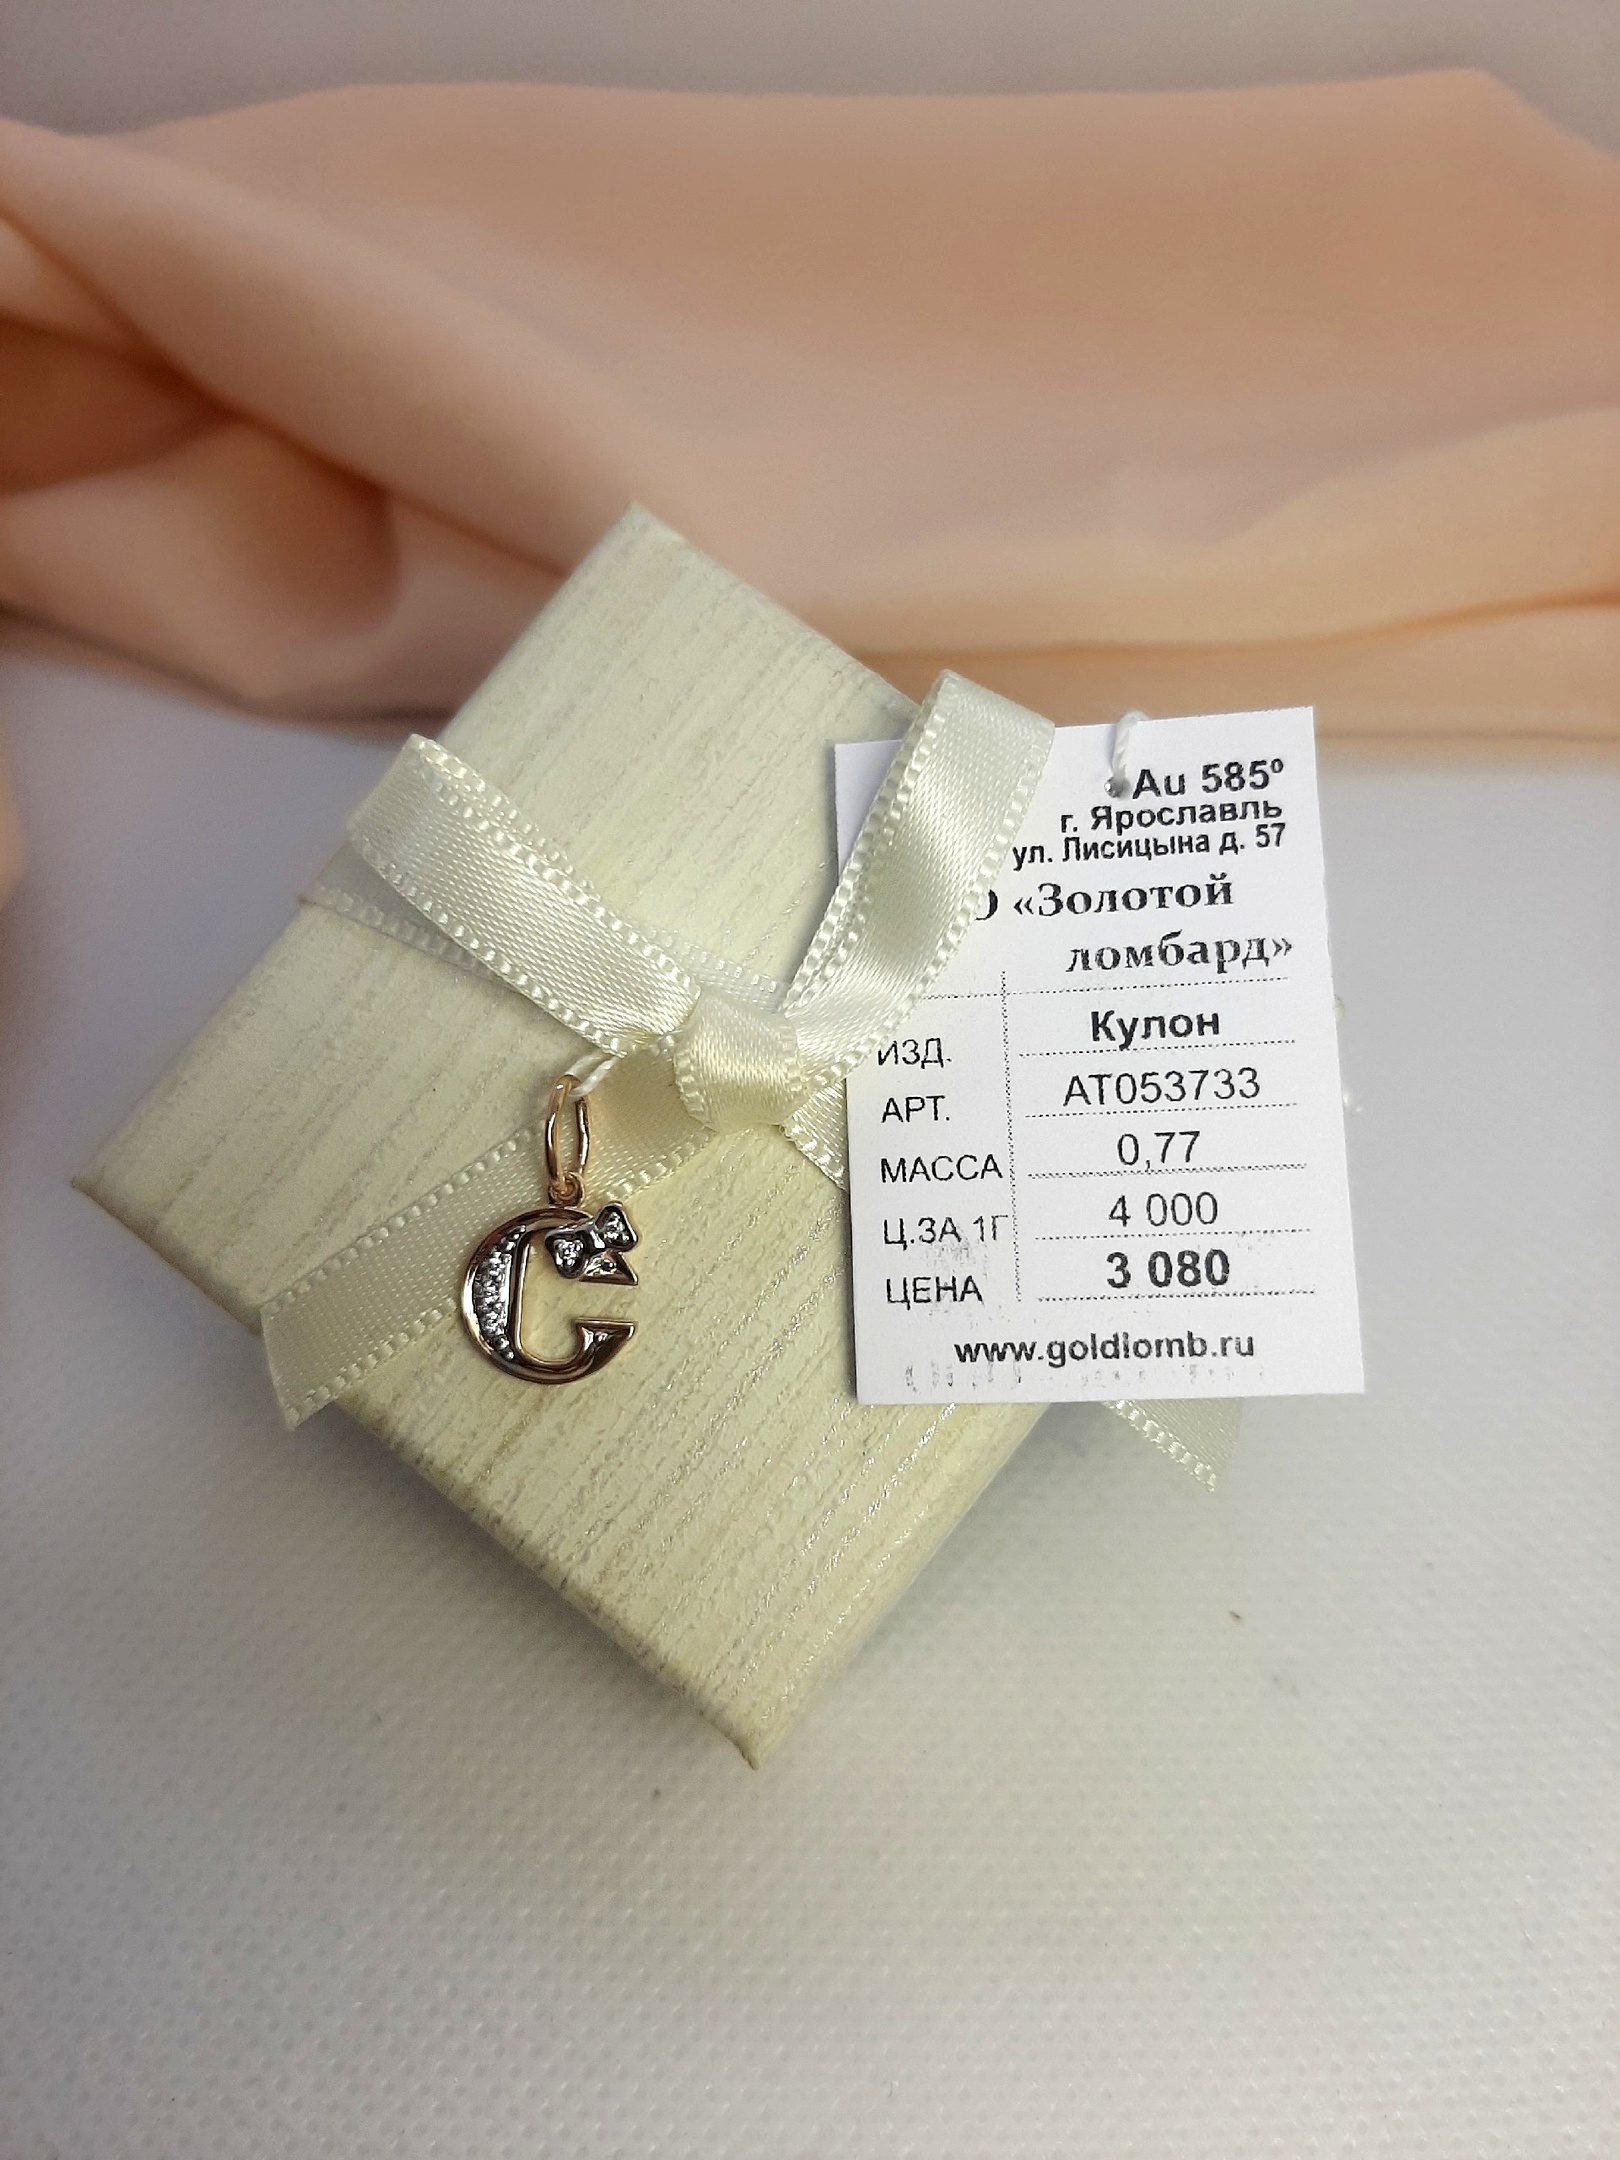 Au 585º
г. Ярославль
ул. Лисицына д. 57
«Золотой
ломбард»
ИЗД. Кулон
АРТ. АТ053733
МАССА 0,77
Ц.ЗА 1Г 4 000
ЦЕНА 3 080
www.goldlomb.ru
С